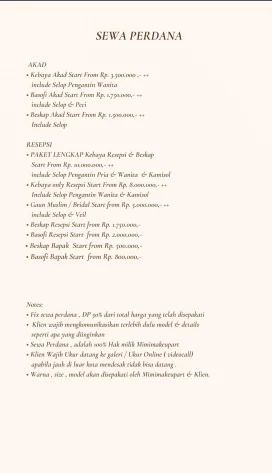 SEWA PERDANA
AKAD
• Kebaya Akad Start From Rp. 3.500.000 ,- ++
include Selop Pengantin Wanita
• Basofi Akad Start From Rp. 1.750.000,- ++
include Selop & Peci
• Beskap Akad Start From Rp. 1.500.000,- ++
Include Selop
RESEPSI
• PAKET LENGKAP Kebaya Resepsi & Beskap
Start From Rp. 10.000.000,- ++
include Selop Pengantin Pria & Wanita & Kamisol
• Kebaya only Resepsi Start From Rp. 8.000.000,- ++
Include Selop Pengantin Wanita & Kamisol
• Gaun Muslim / Bridal Start from Rp. 5.000.000,- ++
include Selop & Veil
• Beskap Resepsi Start from Rp. 1.750.000,-
• Basofi Resepsi Start from Rp. 2.000.000,-
• Beskap Bapak Start from Rp. 500.000,-
• Basofi Bapak Start from Rp. 800.000,-
Notes:
• Fix sewa perdana , DP 50% dari total harga yang telah disepakati
• Klien wajib mengkomunikasikan terlebih dulu model & details
seperti apa yang diinginkan
• Sewa Perdana , adalah 100% Hak milik Mimimakeupart
• Klien Wajib Ukur datang ke galeri / Ukur Online ( videocall)
apabila jauh di luar kota mendesak tidak bisa datang .
• Warna , size , model akan disepakati oleh Mimimakeupart & Klien.